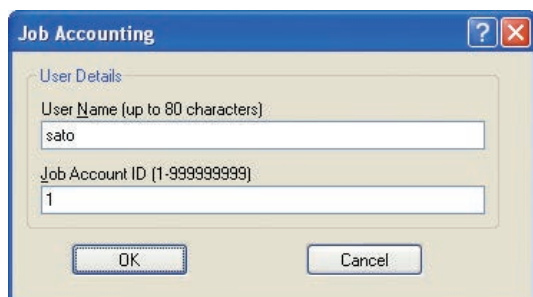 Job Accounting
User Details
User Name (up to 80 characters)
sato
Job Account ID (1-999999999)
1
OK Cancel